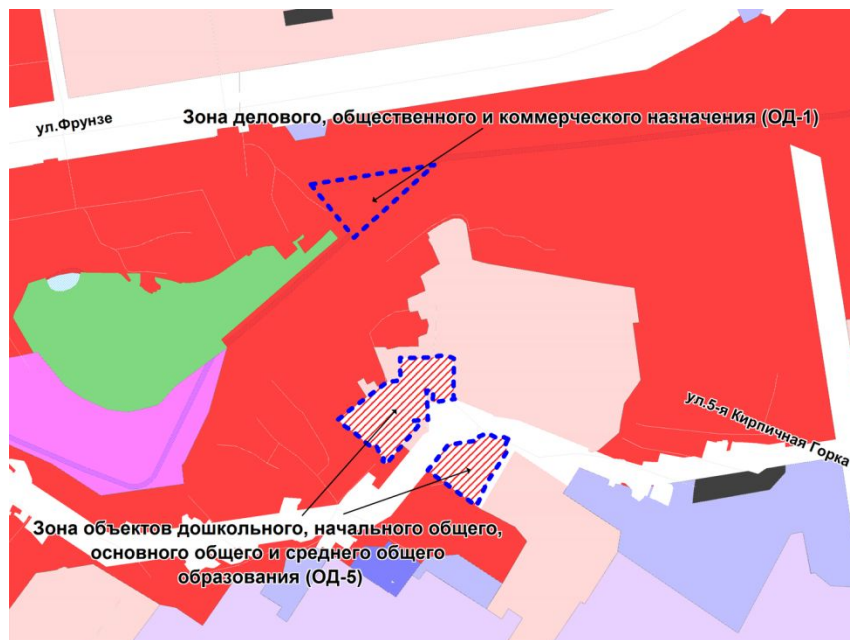 ул.Фрунзе
Зона делового, общественного и коммерческого назначения (ОД-1)
ул.5-я Кирпичная Горка
Зона объектов дошкольного, начального общего,
основного общего и среднего общего
образования (ОД-5)